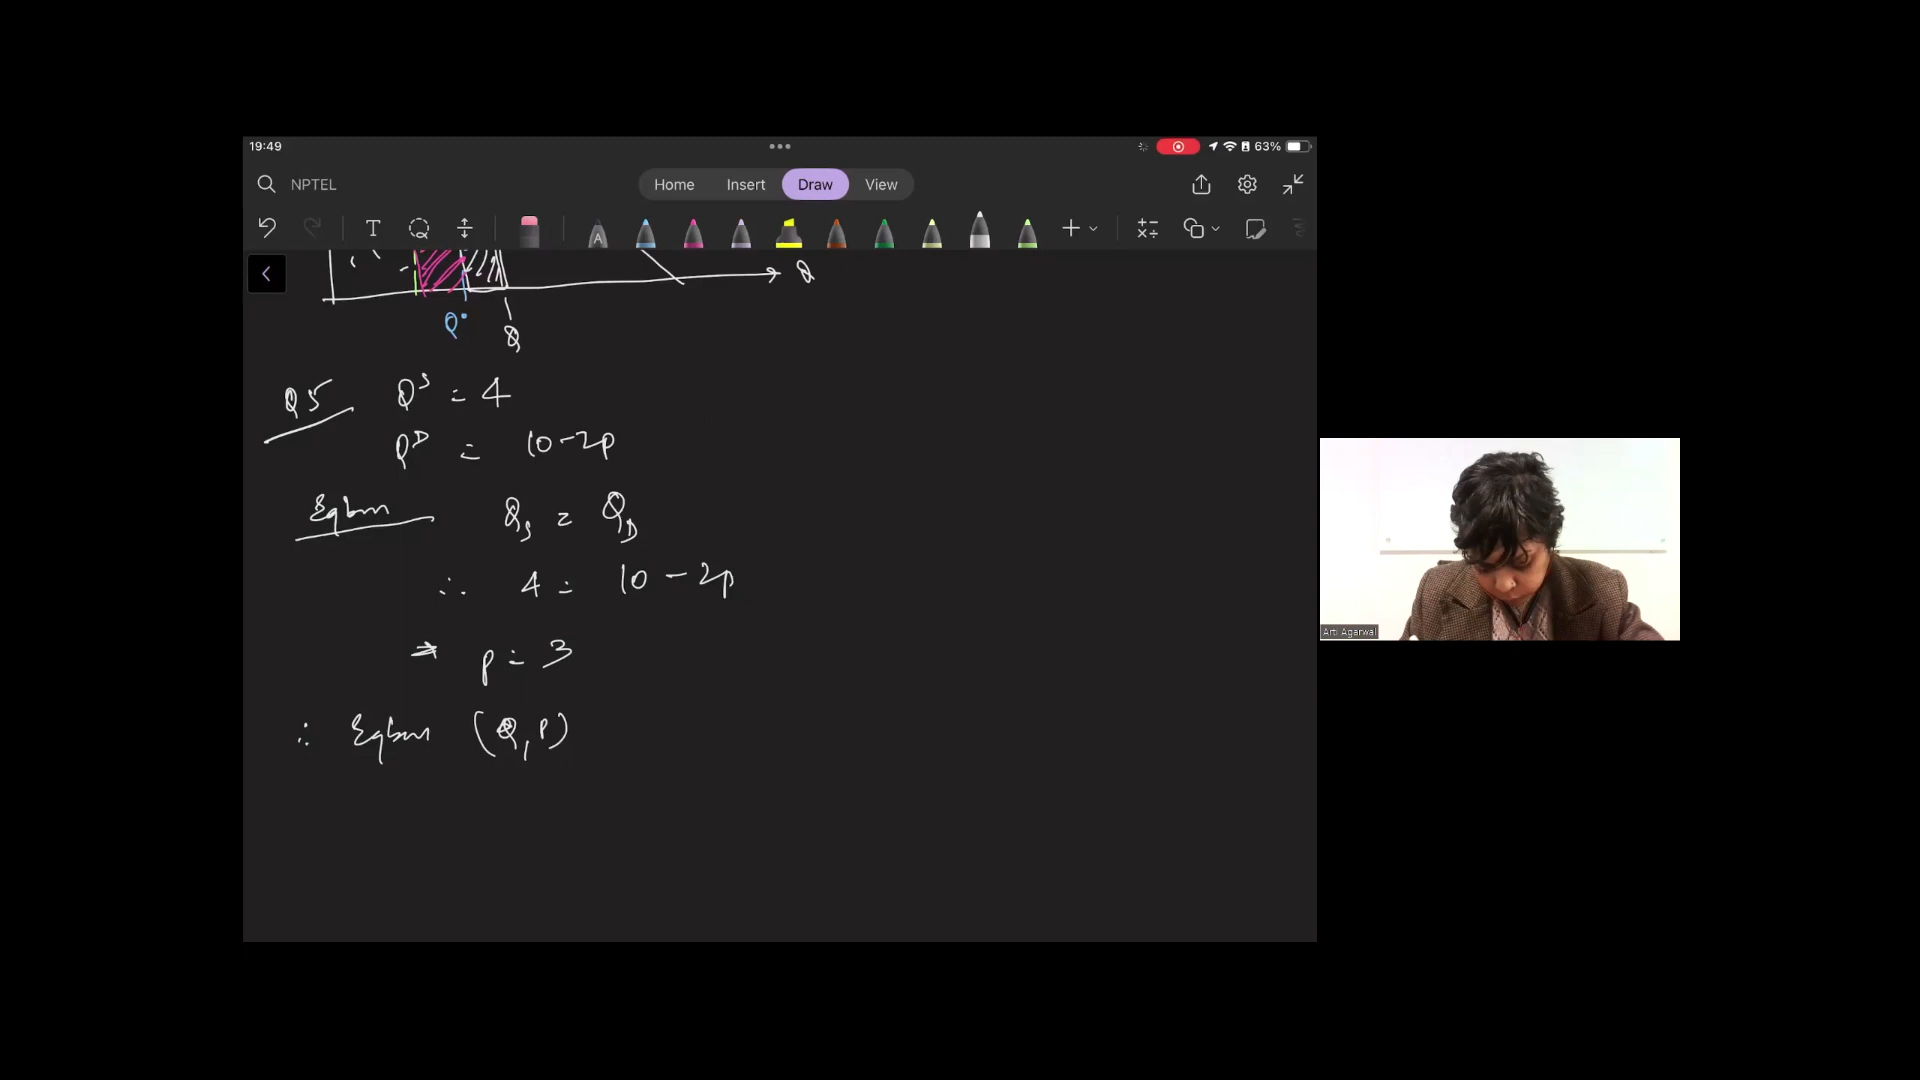 19:49
63%
NPTEL
Home Insert Draw View
T
A
Q
Q°
Q
Q5 Q^S = 4
Q^D = 10-2p
Eqbm Q_S = Q_D
∴ 4 = 10 - 2p
⇒ p = 3
∴ Eqbm (Q, P)
Arti Agarwal